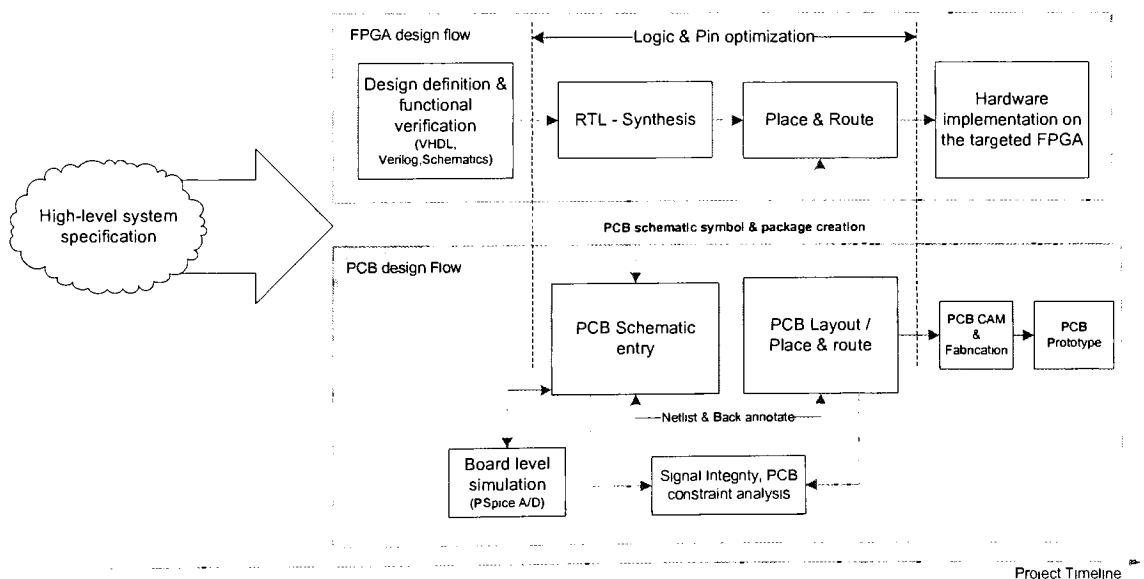 FPGA design flow
Logic & Pin optimization
Design definition &
functional
verification
(VHDL,
Verilog,Schematics)
RTL - Synthesis
Place & Route
Hardware
implementation on
the targeted FPGA
High-level system
specification
PCB schematic symbol & package creation
PCB design Flow
PCB Schematic
entry
PCB Layout /
Place & route
PCB CAM
&
Fabrication
PCB
Prototype
Netlist & Back annotate
Board level
simulation
(PSpice A/D)
Signal Integrity, PCB
constraint analysis
Project Timeline